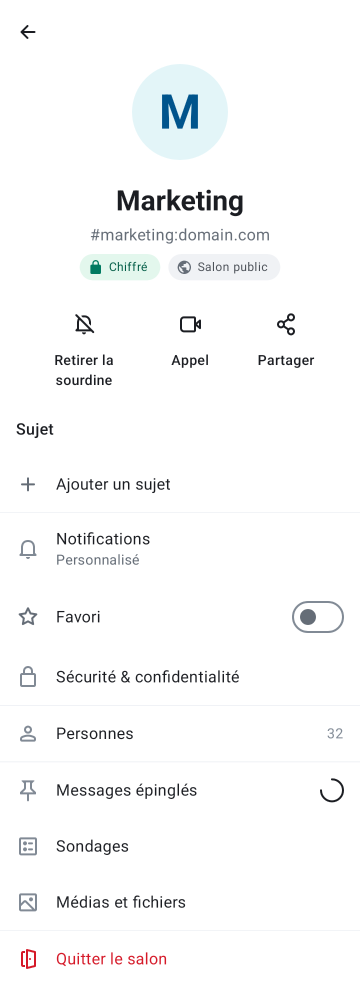 M
Marketing
#marketing:domain.com
Chiffré
Salon public
Retirer la
sourdine
Appel
Partager
Sujet
Ajouter un sujet
Notifications
Personnalisé
Favori
Sécurité & confidentialité
Personnes 32
Messages épinglés
Sondages
Médias et fichiers
Quitter le salon